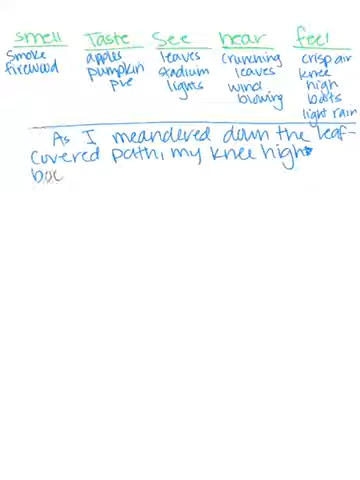 smell Taste See hear feel
smoke apples leaves crunching crisp air
firewood pumpkin stadium leaves knee
pie lights wind high
blowing boots
light rain
As I meandered down the leaf-
covered path, my knee high
bo